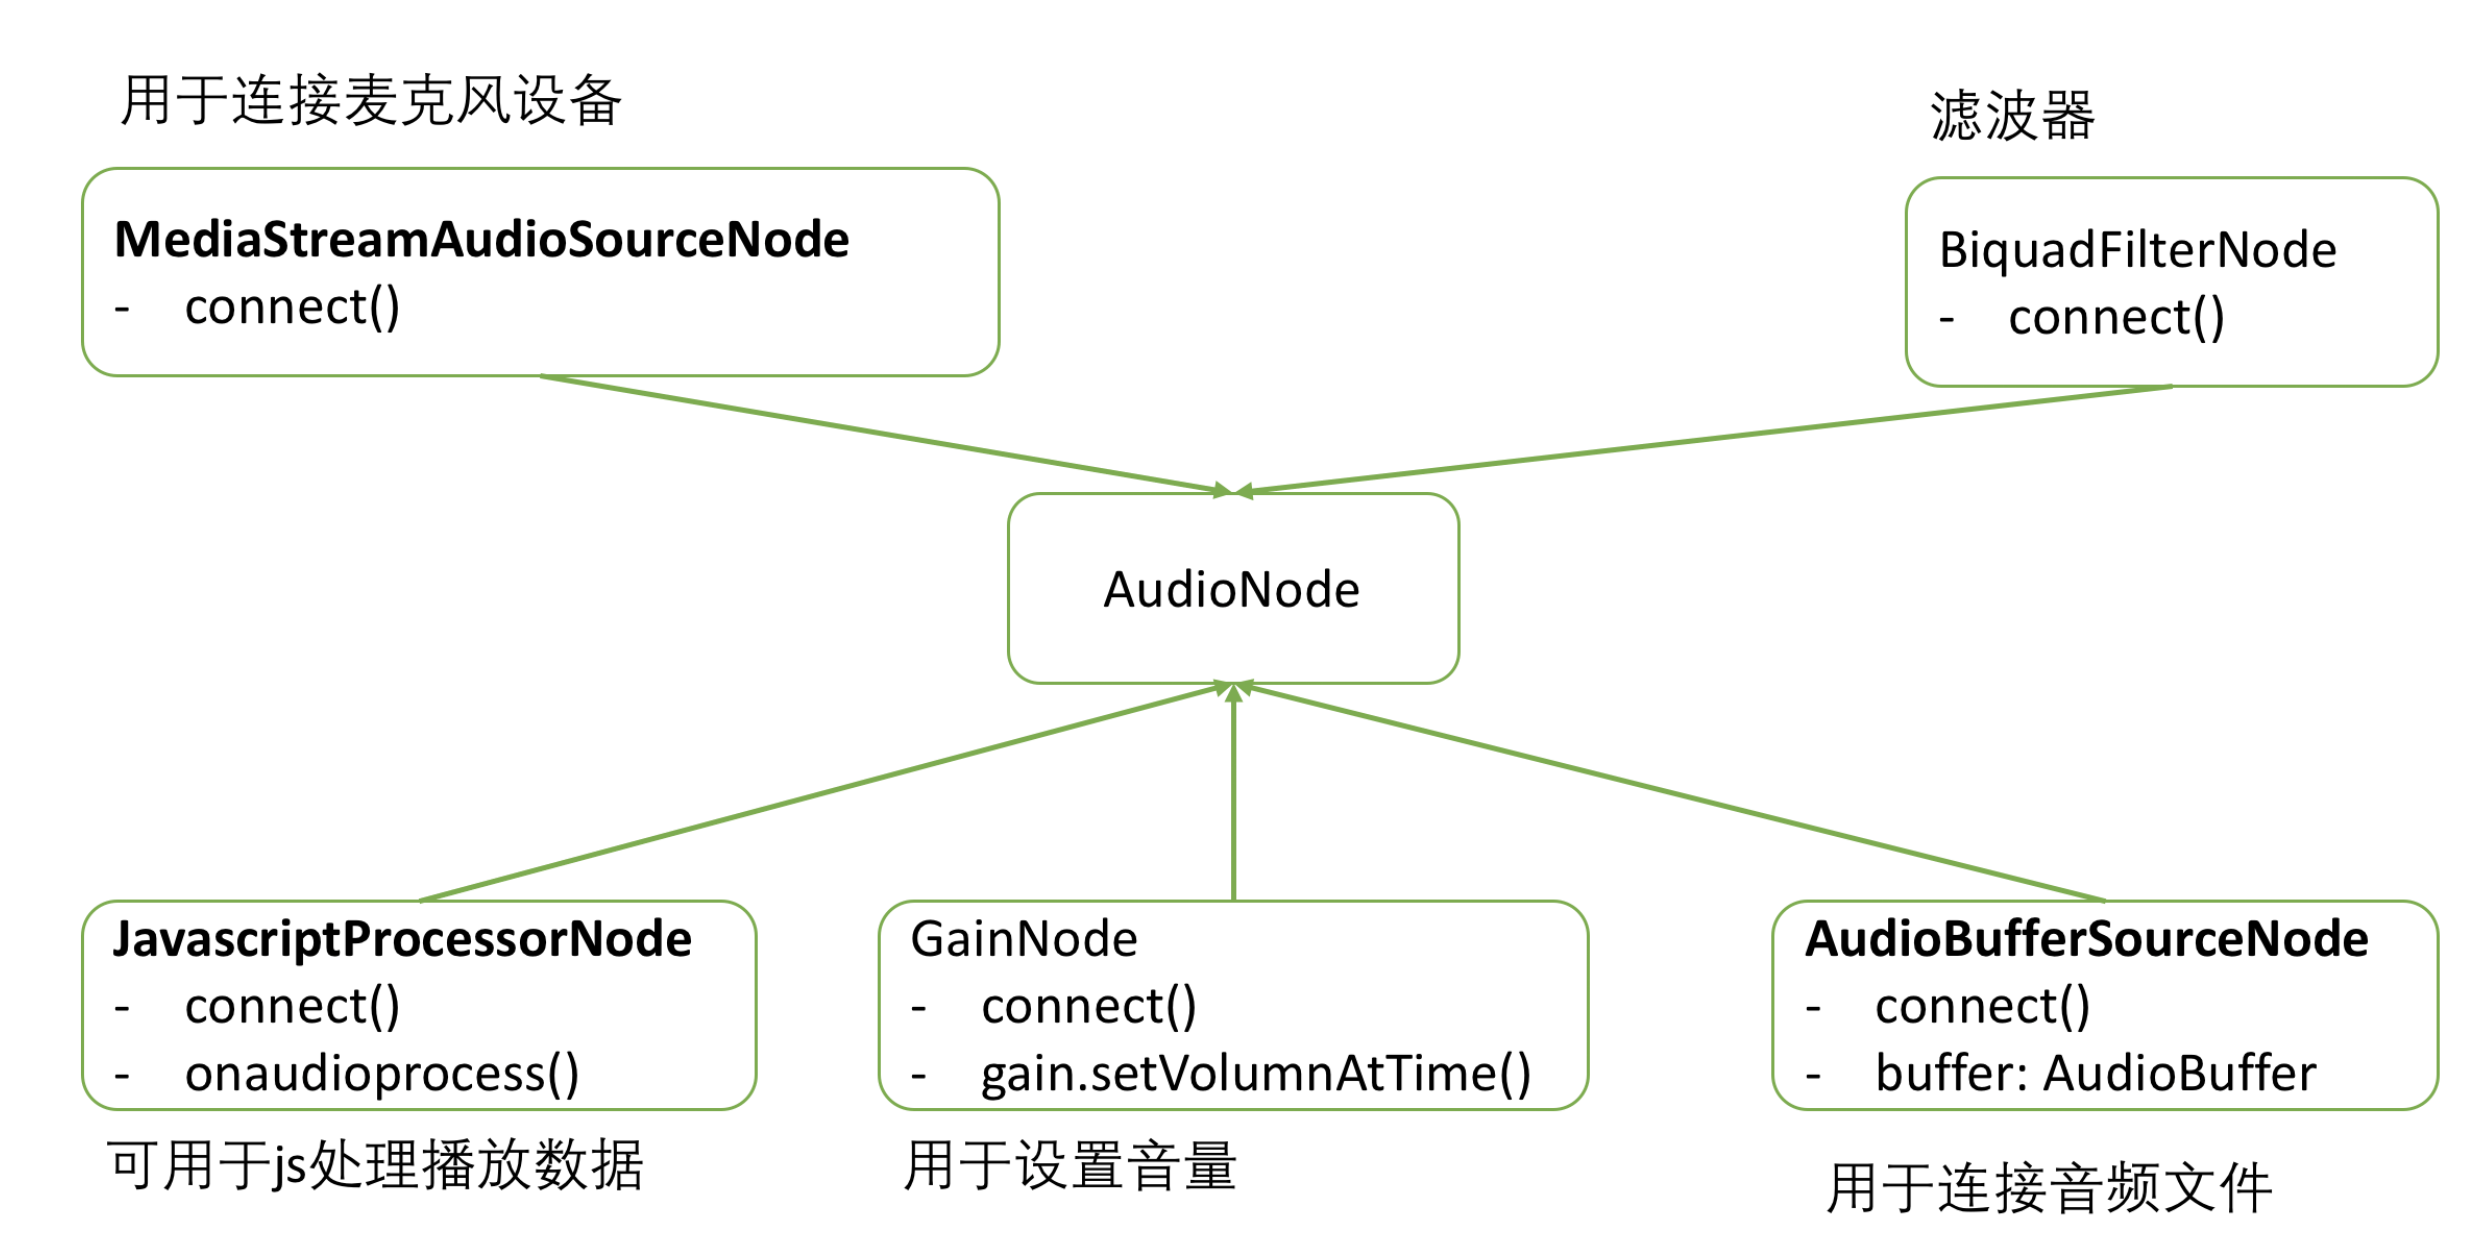 用于连接麦克风设备
滤波器
MediaStreamAudioSourceNode
- connect()
BiquadFilterNode
- connect()
AudioNode
JavascriptProcessorNode
- connect()
- onaudioprocess()
可用于js处理播放数据
GainNode
- connect()
- gain.setVolumnAtTime()
用于设置音量
AudioBufferSourceNode
- connect()
- buffer: AudioBuffer
用于连接音频文件